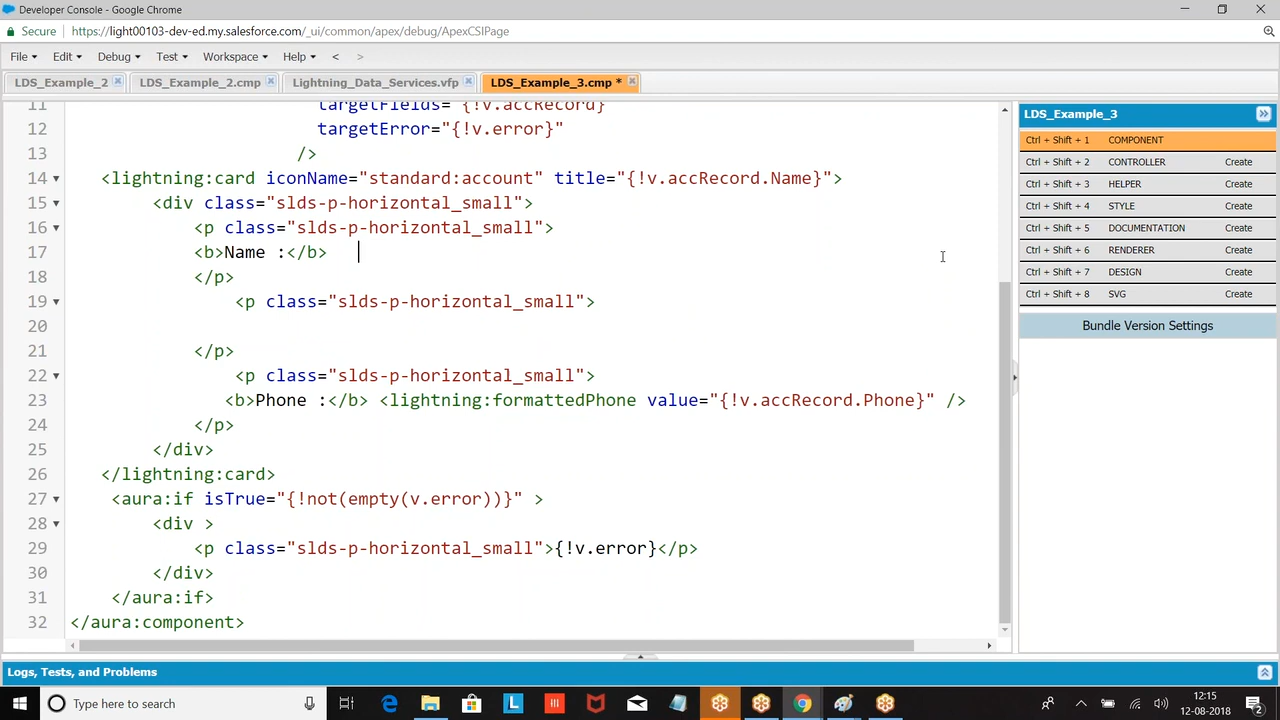 Developer Console - Google Chrome
Secure https://light00103-dev-ed.my.salesforce.com/_ui/common/apex/debug/ApexCSIPage
File Edit Debug Test Workspace Help < >
LDS_Example_2 LDS_Example_2.cmp Lightning_Data_Services.vfp LDS_Example_3.cmp *
11 targetFields="{!v.accRecord}
12 targetError="{!v.error}"
13 />
14 <lightning:card iconName="standard:account" title="{!v.accRecord.Name}">
15 <div class="slds-p-horizontal_small">
16 <p class="slds-p-horizontal_small">
17 <b>Name :</b>
18 </p>
19 <p class="slds-p-horizontal_small">
20
21 </p>
22 <p class="slds-p-horizontal_small">
23 <b>Phone :</b> <lightning:formattedPhone value="{!v.accRecord.Phone}" />
24 </p>
25 </div>
26 </lightning:card>
27 <aura:if isTrue="{!not(empty(v.error))}" >
28 <div >
29 <p class="slds-p-horizontal_small">{!v.error}</p>
30 </div>
31 </aura:if>
32 </aura:component>
LDS_Example_3
Ctrl + Shift + 1 COMPONENT
Ctrl + Shift + 2 CONTROLLER Create
Ctrl + Shift + 3 HELPER Create
Ctrl + Shift + 4 STYLE Create
Ctrl + Shift + 5 DOCUMENTATION Create
Ctrl + Shift + 6 RENDERER Create
Ctrl + Shift + 7 DESIGN Create
Ctrl + Shift + 8 SVG Create
Bundle Version Settings
Logs, Tests, and Problems
Type here to search
12:15
12-08-2018
2